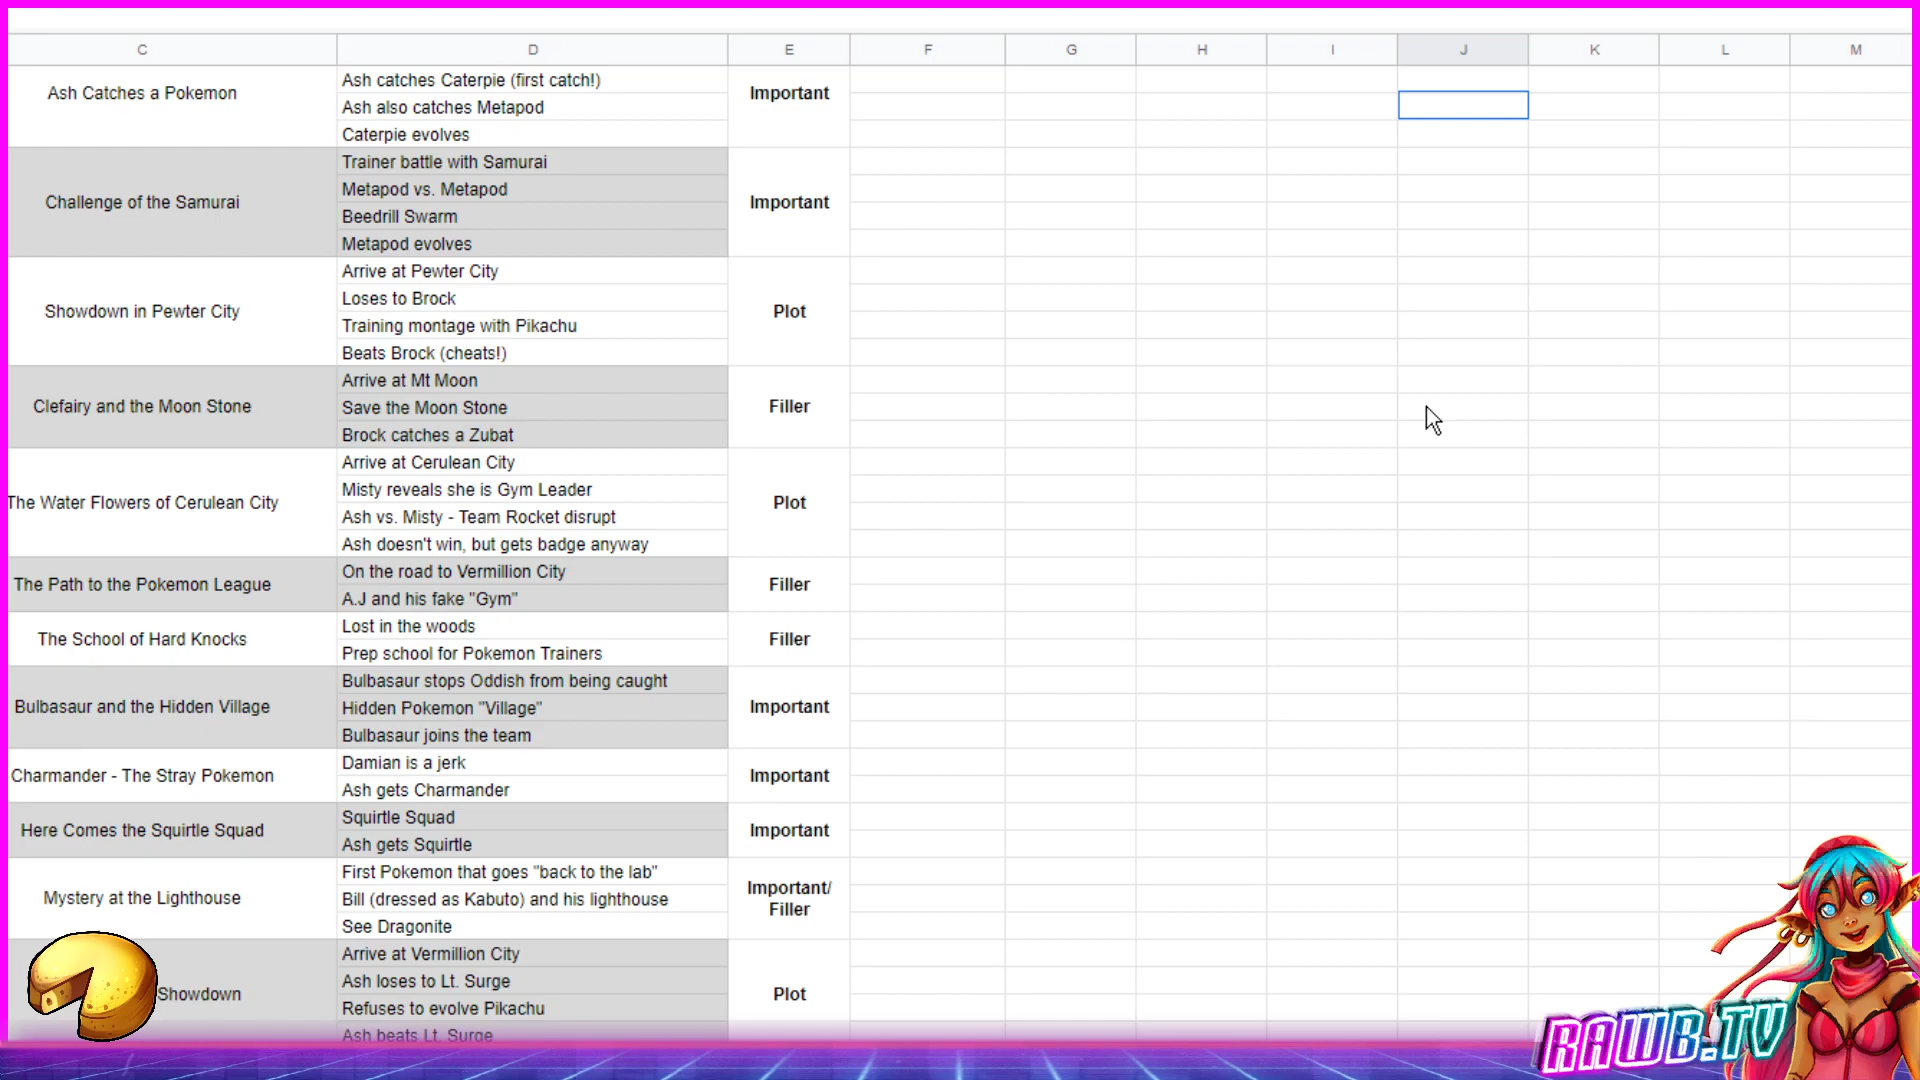 C D E F G H I J K L M
Ash Catches a Pokemon
Ash catches Caterpie (first catch!)
Ash also catches Metapod
Caterpie evolves
Important
Challenge of the Samurai
Trainer battle with Samurai
Metapod vs. Metapod
Beedrill Swarm
Metapod evolves
Important
Showdown in Pewter City
Arrive at Pewter City
Loses to Brock
Training montage with Pikachu
Beats Brock (cheats!)
Plot
Clefairy and the Moon Stone
Arrive at Mt Moon
Save the Moon Stone
Brock catches a Zubat
Filler
The Water Flowers of Cerulean City
Arrive at Cerulean City
Misty reveals she is Gym Leader
Ash vs. Misty - Team Rocket disrupt
Ash doesn't win, but gets badge anyway
Plot
The Path to the Pokemon League
On the road to Vermillion City
A.J and his fake "Gym"
Filler
The School of Hard Knocks
Lost in the woods
Prep school for Pokemon Trainers
Filler
Bulbasaur and the Hidden Village
Bulbasaur stops Oddish from being caught
Hidden Pokemon "Village"
Bulbasaur joins the team
Important
Charmander - The Stray Pokemon
Damian is a jerk
Ash gets Charmander
Important
Here Comes the Squirtle Squad
Squirtle Squad
Ash gets Squirtle
Important
Mystery at the Lighthouse
First Pokemon that goes "back to the lab"
Bill (dressed as Kabuto) and his lighthouse
See Dragonite
Important/
Filler
Showdown
Arrive at Vermillion City
Ash loses to Lt. Surge
Refuses to evolve Pikachu
Ash beats Lt. Surge
Plot
RAWB.TV